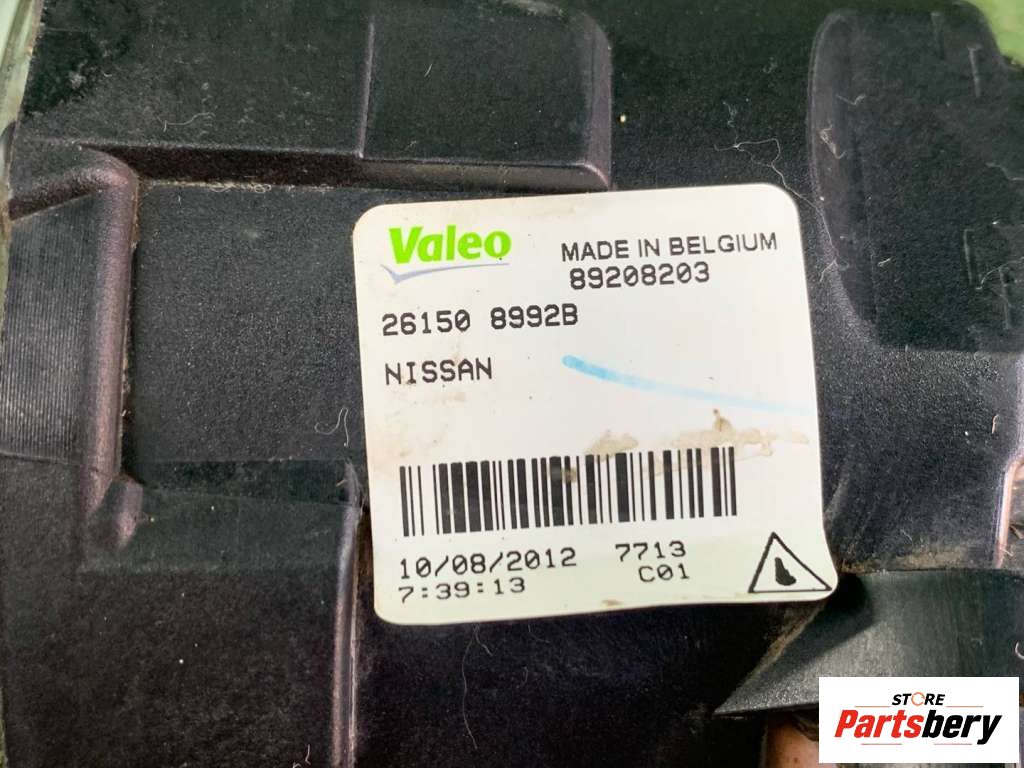 Valeo
MADE IN BELGIUM
89208203
26150 8992B
NISSAN
10/08/2012 7713
7:39:13 C01
STORE
Partsbery